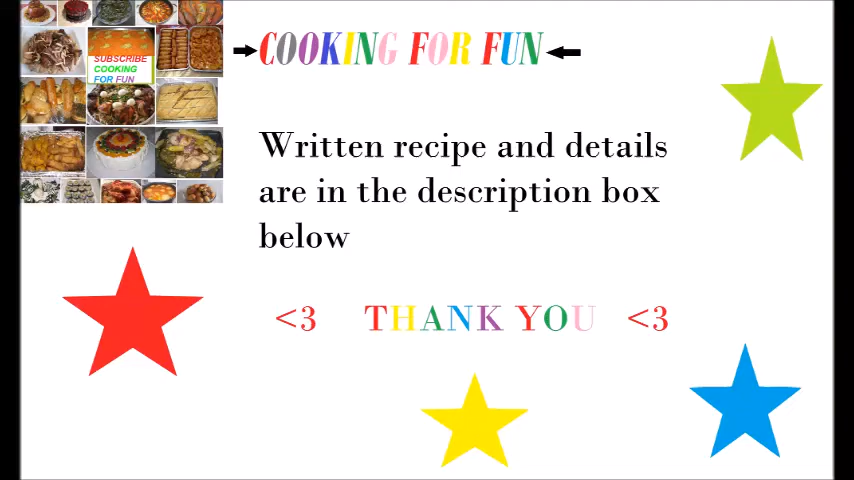 COOKING FOR FUN
SUBSCRIBE
COOKING
FOR FUN
Written recipe and details
are in the description box
below
<3 THANK YOU <3